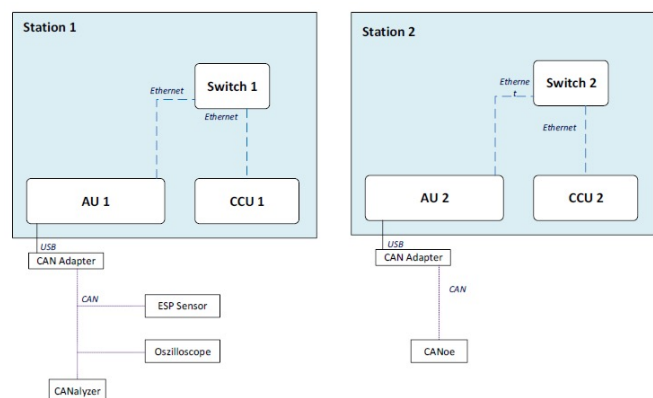 Station 1
Switch 1
Ethernet
Ethernet
AU 1
CCU 1
USB
CAN Adapter
CAN
ESP Sensor
Oszilloscope
CANalyzer
Station 2
Switch 2
Etherne
t
Ethernet
AU 2
CCU 2
USB
CAN Adapter
CAN
CANoe